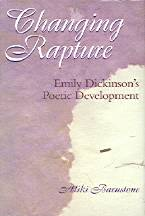 Changing
Rapture
Emily Dickinson's
Poetic Development
Aliki Barnstone